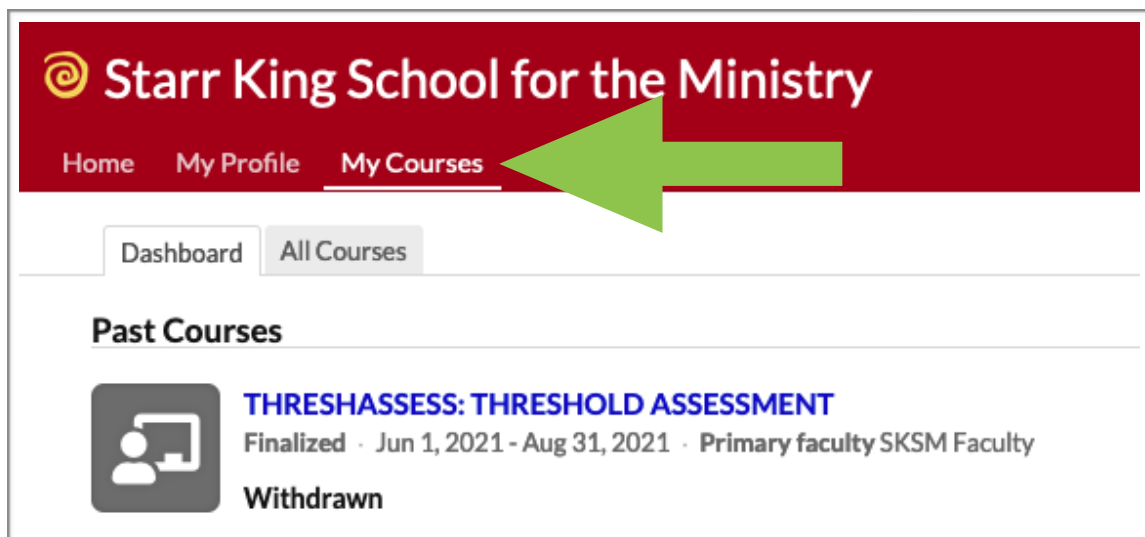 Starr King School for the Ministry
Home My Profile My Courses
Dashboard All Courses
Past Courses
THRESHASSESS: THRESHOLD ASSESSMENT
Finalized · Jun 1, 2021 - Aug 31, 2021 · Primary faculty SKSM Faculty
Withdrawn